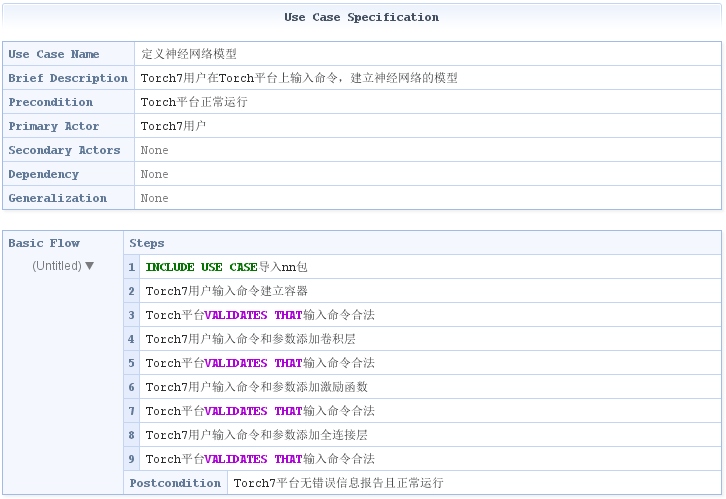 Use Case Specification
Use Case Name 定义神经网络模型
Brief Description Torch7用户在Torch平台上输入命令，建立神经网络的模型
Precondition Torch平台正常运行
Primary Actor Torch7用户
Secondary Actors None
Dependency None
Generalization None
Basic Flow Steps
(Untitled) ▼
1 INCLUDE USE CASE导入nn包
2 Torch7用户输入命令建立容器
3 Torch平台VALIDATES THAT输入命令合法
4 Torch7用户输入命令和参数添加卷积层
5 Torch平台VALIDATES THAT输入命令合法
6 Torch7用户输入命令和参数添加激励函数
7 Torch平台VALIDATES THAT输入命令合法
8 Torch7用户输入命令和参数添加全连接层
9 Torch平台VALIDATES THAT输入命令合法
Postcondition Torch7平台无错误信息报告且正常运行